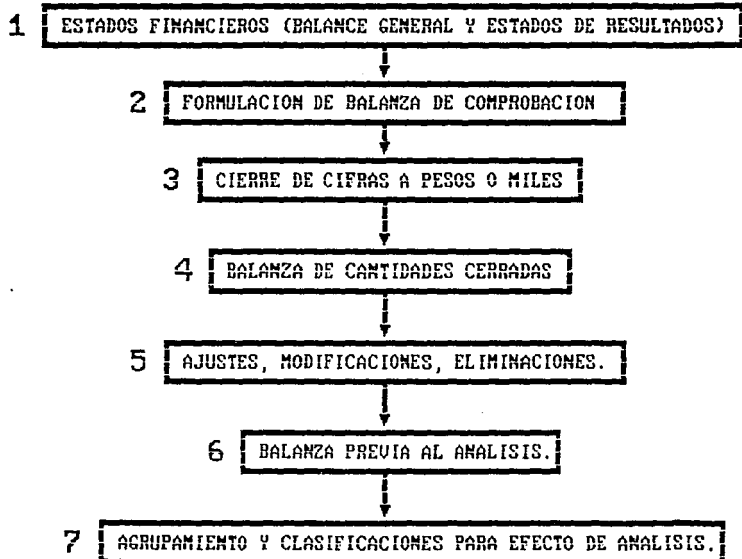 1 ESTADOS FINANCIEROS (BALANCE GENERAL Y ESTADOS DE RESULTADOS)
2 FORMULACION DE BALANZA DE COMPROBACION
3 CIERRE DE CIFRAS A PESOS O MILES
4 BALANZA DE CANTIDADES CERRADAS
5 AJUSTES, MODIFICACIONES, ELIMINACIONES.
6 BALANZA PREVIA AL ANALISIS.
7 AGRUPAMIENTO Y CLASIFICACIONES PARA EFECTO DE ANALISIS.